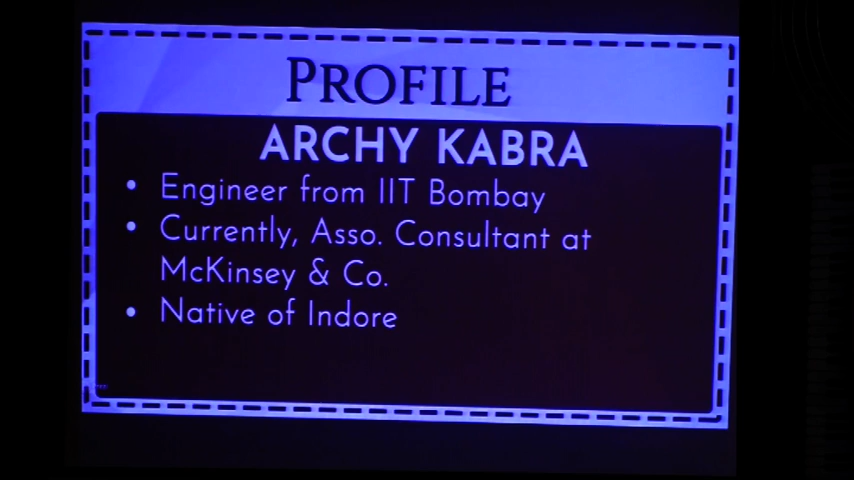 PROFILE
ARCHY KABRA
• Engineer from IIT Bombay
• Currently, Asso. Consultant at
McKinsey & Co.
• Native of Indore